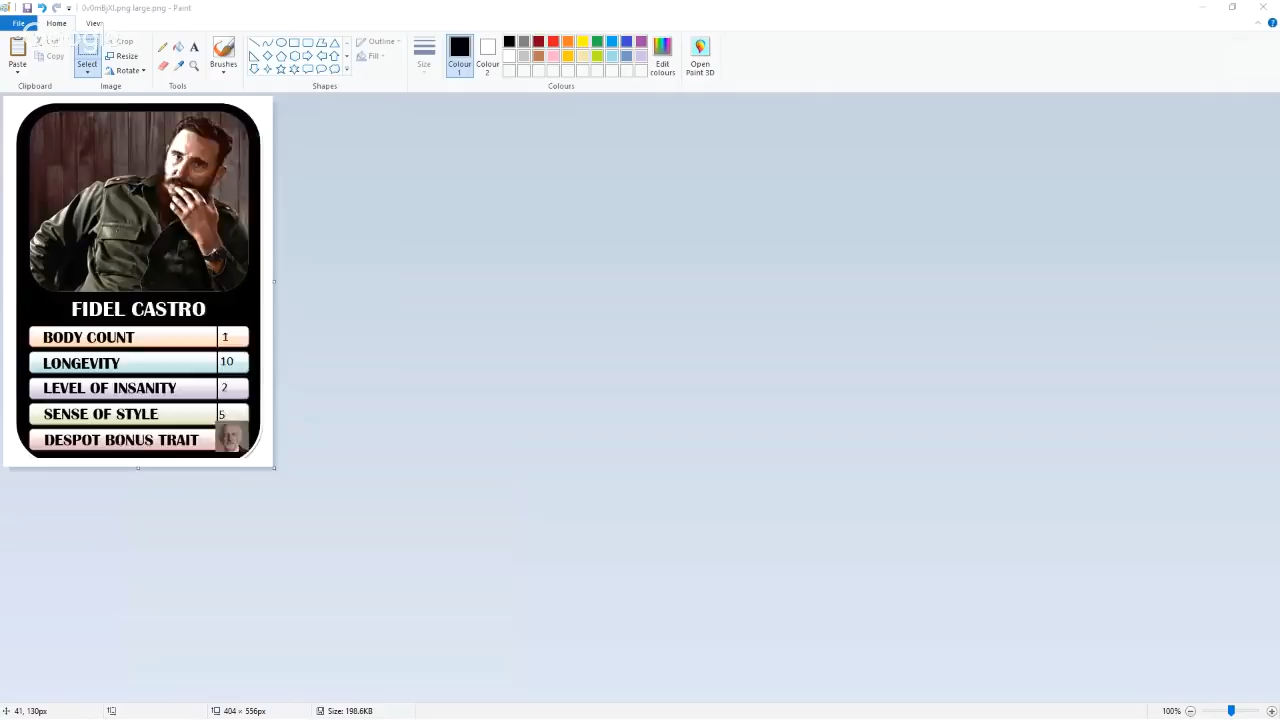 0v0mBjXI.png large.png - Paint
File
Home
View
Paste
Cut
Copy
Clipboard
Select
Crop
Resize
Rotate
Image
A
Tools
Brushes
Outline
Fill
Shapes
Size
Colour
1
Colour
2
Edit
colours
Open
Paint 3D
Colours
FIDEL CASTRO
BODY COUNT 1
LONGEVITY 10
LEVEL OF INSANITY 2
SENSE OF STYLE 5
DESPOT BONUS TRAIT
41, 130px
404 × 556px
Size: 198.6KB
100%